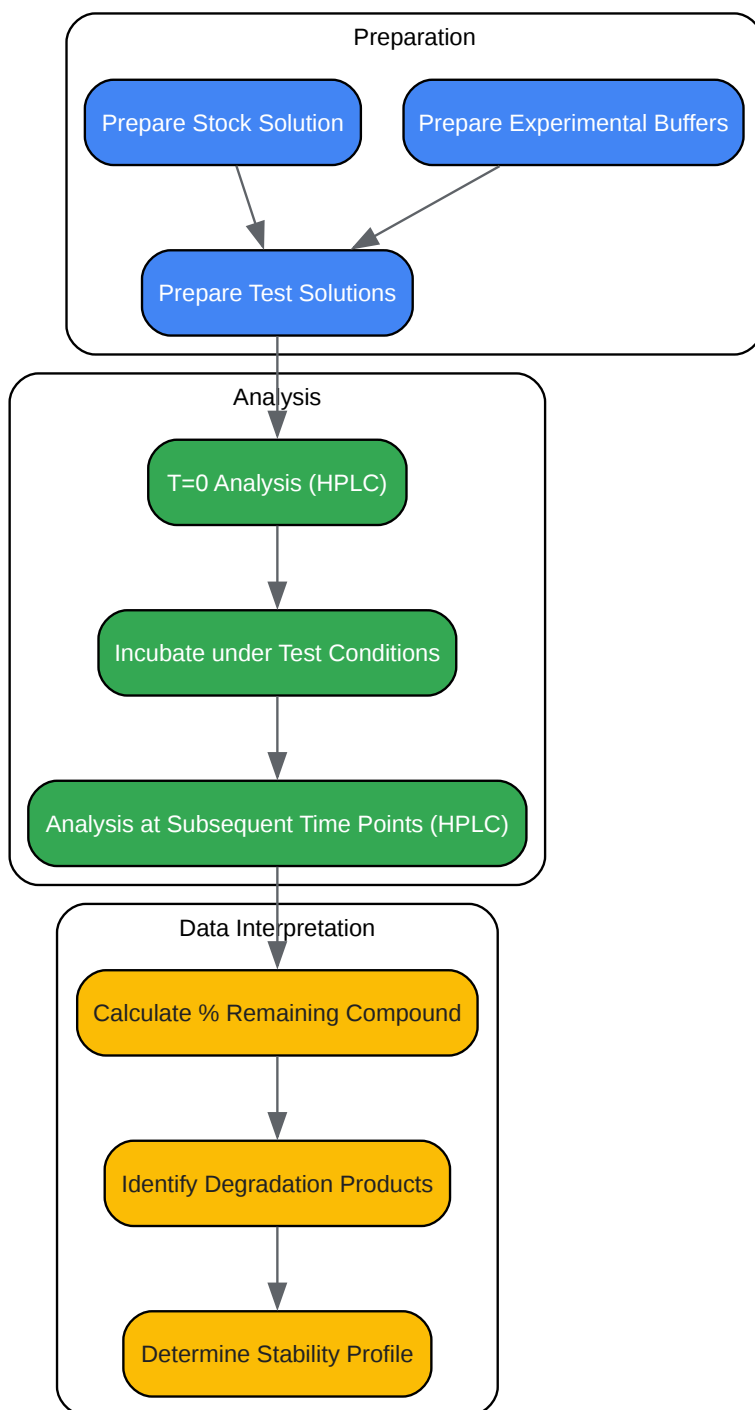 Preparation
Prepare Stock Solution
Prepare Experimental Buffers
Prepare Test Solutions
Analysis
T=0 Analysis (HPLC)
Incubate under Test Conditions
Analysis at Subsequent Time Points (HPLC)
Data Interpretation
Calculate % Remaining Compound
Identify Degradation Products
Determine Stability Profile